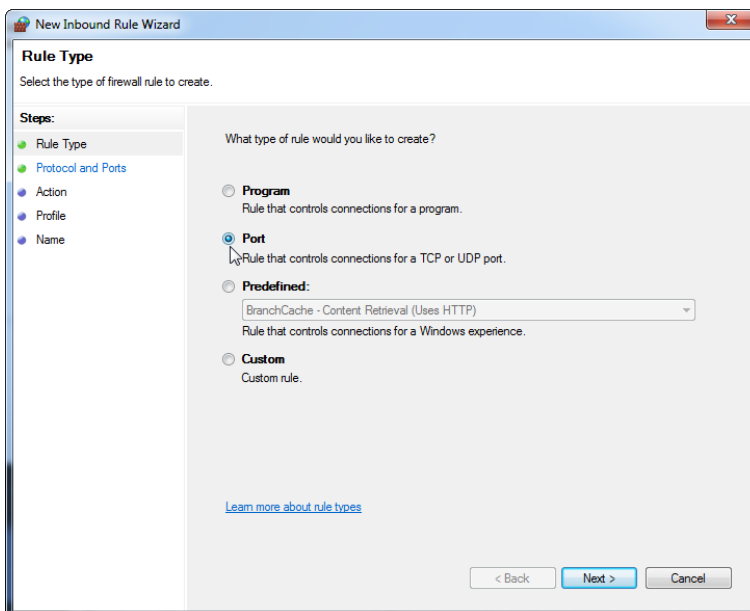 New Inbound Rule Wizard
Rule Type
Select the type of firewall rule to create.
Steps:
Rule Type
Protocol and Ports
Action
Profile
Name
What type of rule would you like to create?
Program
Rule that controls connections for a program.
Port
Rule that controls connections for a TCP or UDP port.
Predefined:
BranchCache - Content Retrieval (Uses HTTP)
Rule that controls connections for a Windows experience.
Custom
Custom rule.
Learn more about rule types
< Back Next > Cancel